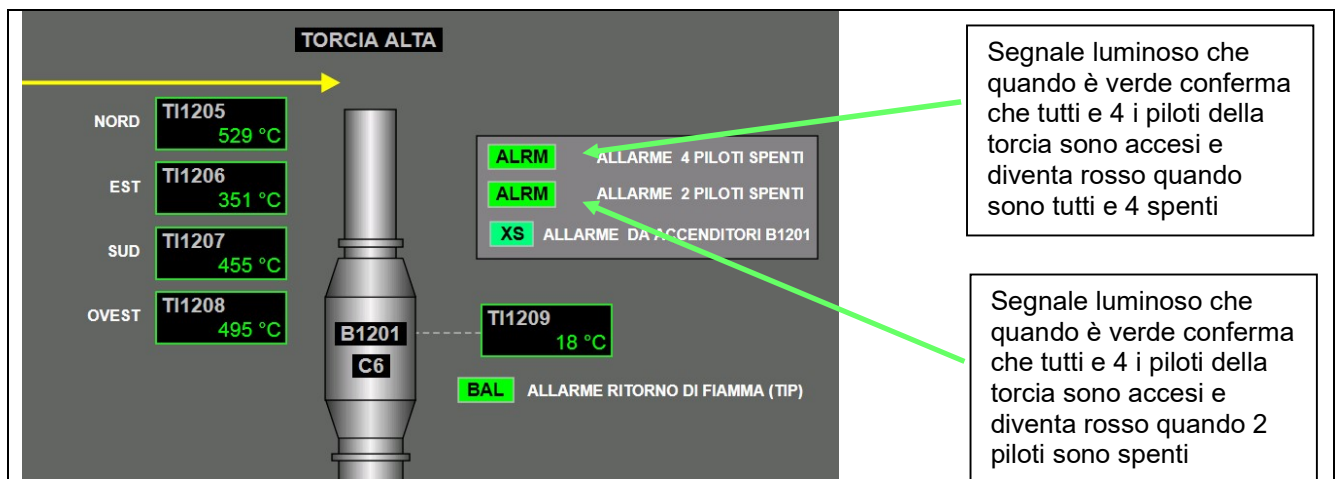 TORCIA ALTA
NORD
TI1205
529 °C
EST
TI1206
351 °C
SUD
TI1207
455 °C
OVEST
TI1208
495 °C
B1201
C6
ALRM ALLARME 4 PILOTI SPENTI
ALRM ALLARME 2 PILOTI SPENTI
XS ALLARME DA ACCENDITORI B1201
TI1209
18 °C
BAL ALLARME RITORNO DI FIAMMA (TIP)
Segnale luminoso che
quando è verde conferma
che tutti e 4 i piloti della
torcia sono accesi e
diventa rosso quando
sono tutti e 4 spenti
Segnale luminoso che
quando è verde conferma
che tutti e 4 i piloti della
torcia sono accesi e
diventa rosso quando 2
piloti sono spenti